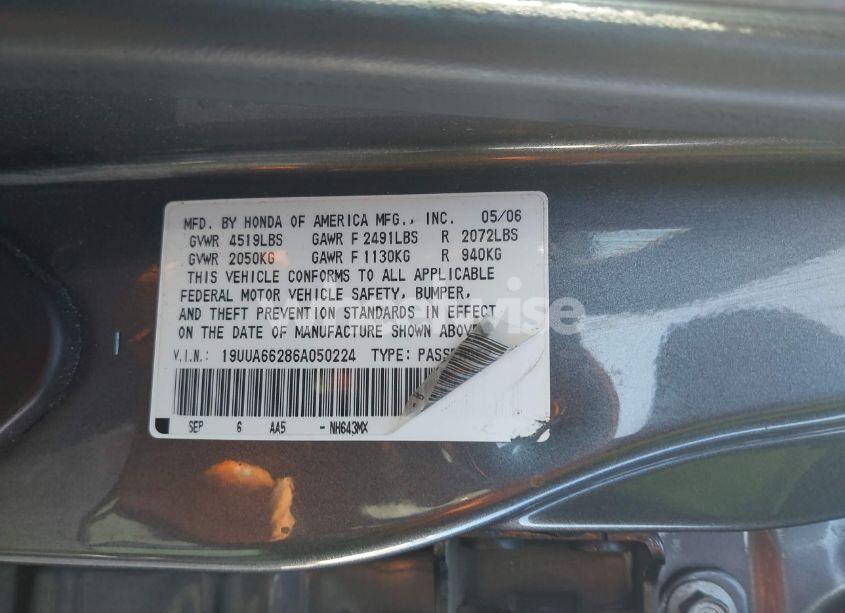 MFD. BY HONDA OF AMERICA MFG., INC. 05/06
GVWR 4519LBS GAWR F 2491LBS R 2072LBS
GVWR 2050KG GAWR F 1130KG R 940KG
THIS VEHICLE CONFORMS TO ALL APPLICABLE
FEDERAL MOTOR VEHICLE SAFETY, BUMPER,
AND THEFT PREVENTION STANDARDS IN EFFECT
ON THE DATE OF MANUFACTURE SHOWN ABOVE
V.I.N.: 19UUA66286A050224 TYPE:
SEP 6 AA5 -NH643MX